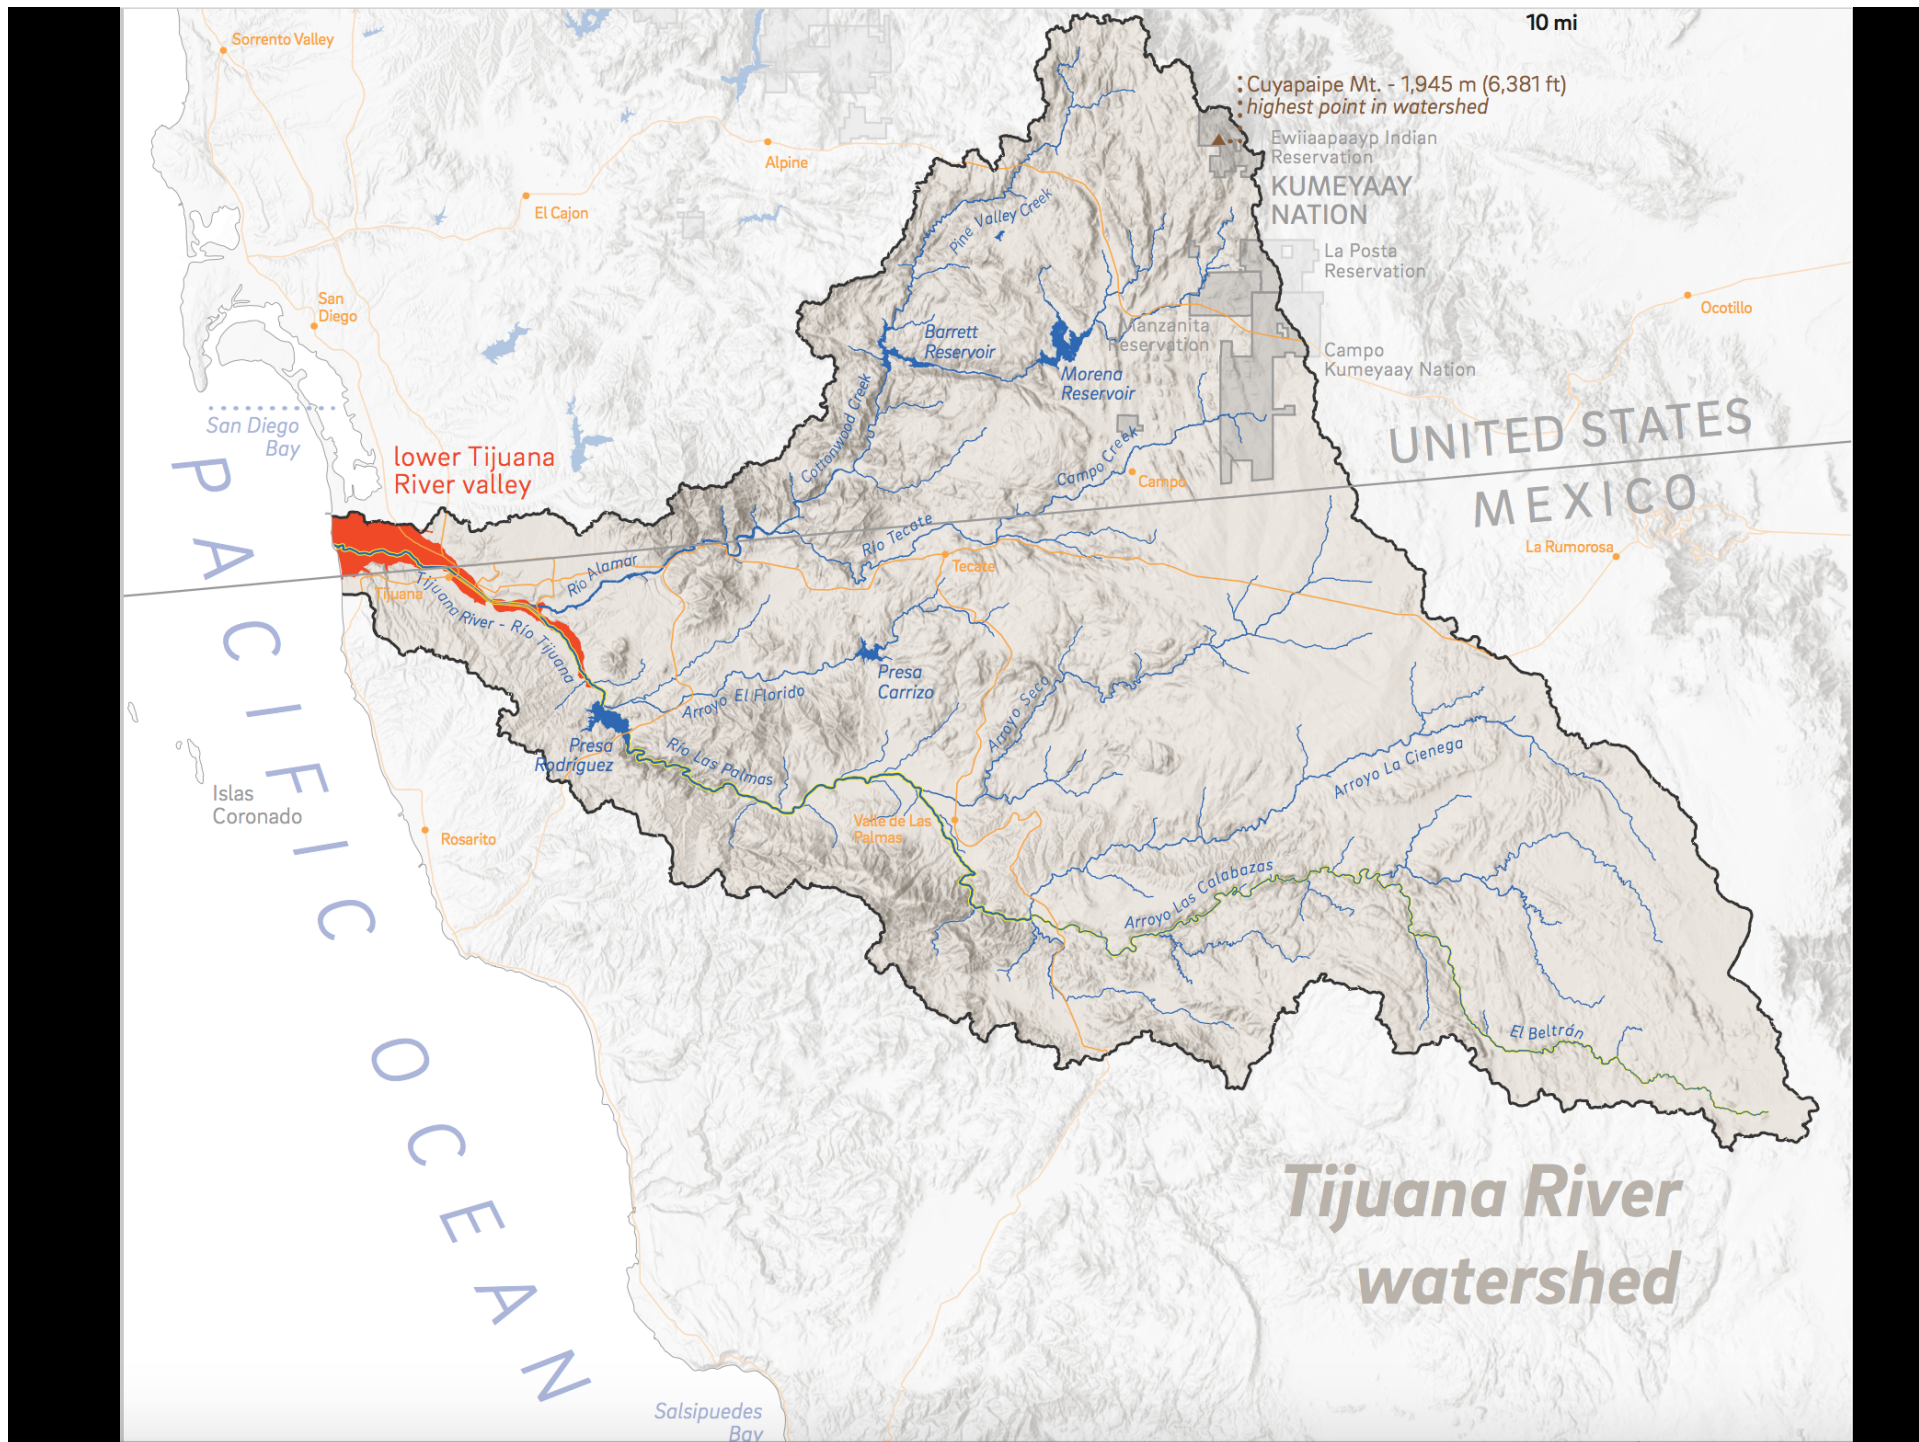 10 mi
Sorrento Valley
Cuyapaipe Mt. - 1,945 m (6,381 ft)
highest point in watershed
Ewiiaapaayp Indian
Reservation
KUMEYAAY
NATION
Alpine
El Cajon
Pine Valley Creek
La Posta
Reservation
San
Diego
Ocotillo
Barrett
Reservoir
Manzanita
Reservation
Morena
Reservoir
Campo
Kumeyaay Nation
San Diego
Bay
Cottonwood Creek
UNITED STATES
MEXICO
lower Tijuana
River valley
Campo Creek
Campo
Río Tecate
Tecate
La Rumorosa
Río Alamar
Tijuana
Tijuana River - Río Tijuana
Presa
Carrizo
Arroyo El Florido
Arroyo Seco
Presa
Rodríguez
Río Las Palmas
Arroyo La Cienega
Islas
Coronado
Valle de Las
Palmas
Rosarito
Arroyo Las Calabazas
El Beltrán
PACIFIC OCEAN
Tijuana River
watershed
Salsipuedes
Bay